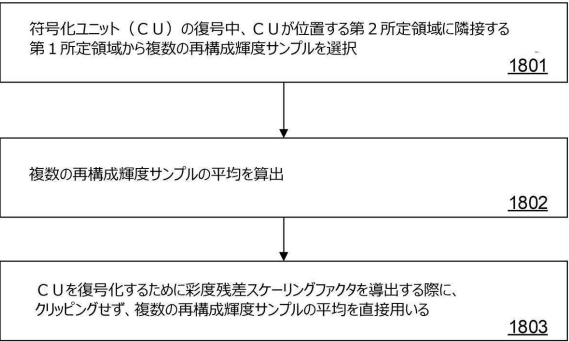 符号化ユニット（ＣＵ）の復号中、ＣＵが位置する第２所定領域に隣接する
第１所定領域から複数の再構成輝度サンプルを選択
1801
複数の再構成輝度サンプルの平均を算出
1802
ＣＵを復号化するために彩度残差スケーリングファクタを導出する際に、
クリッピングせず、複数の再構成輝度サンプルの平均を直接用いる
1803